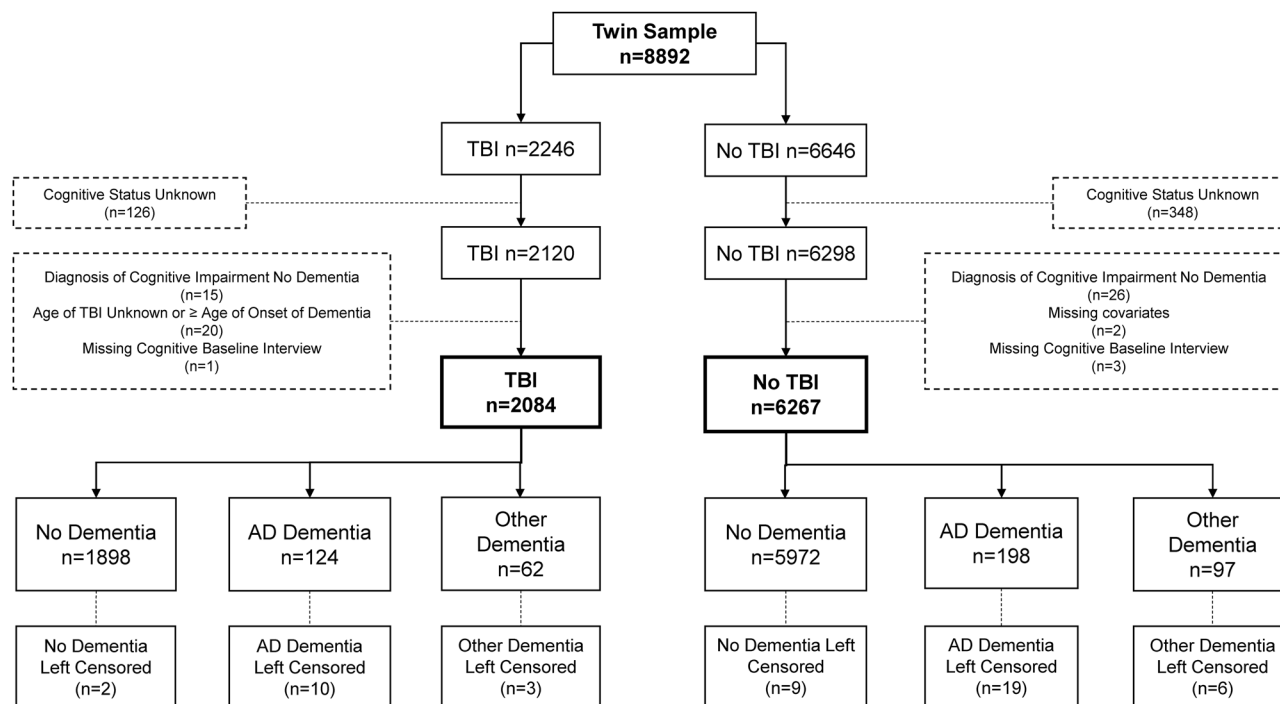 Twin Sample
n=8892
TBI n=2246
No TBI n=6646
Cognitive Status Unknown
(n=126)
Cognitive Status Unknown
(n=348)
TBI n=2120
No TBI n=6298
Diagnosis of Cognitive Impairment No Dementia
(n=15)
Age of TBI Unknown or ≥ Age of Onset of Dementia
(n=20)
Missing Cognitive Baseline Interview
(n=1)
Diagnosis of Cognitive Impairment No Dementia
(n=26)
Missing covariates
(n=2)
Missing Cognitive Baseline Interview
(n=3)
TBI
n=2084
No TBI
n=6267
No Dementia
n=1898
AD Dementia
n=124
Other
Dementia
n=62
No Dementia
n=5972
AD Dementia
n=198
Other
Dementia
n=97
No Dementia
Left Censored
(n=2)
AD Dementia
Left Censored
(n=10)
Other Dementia
Left Censored
(n=3)
No Dementia Left
Censored
(n=9)
AD Dementia
Left Censored
(n=19)
Other Dementia
Left Censored
(n=6)